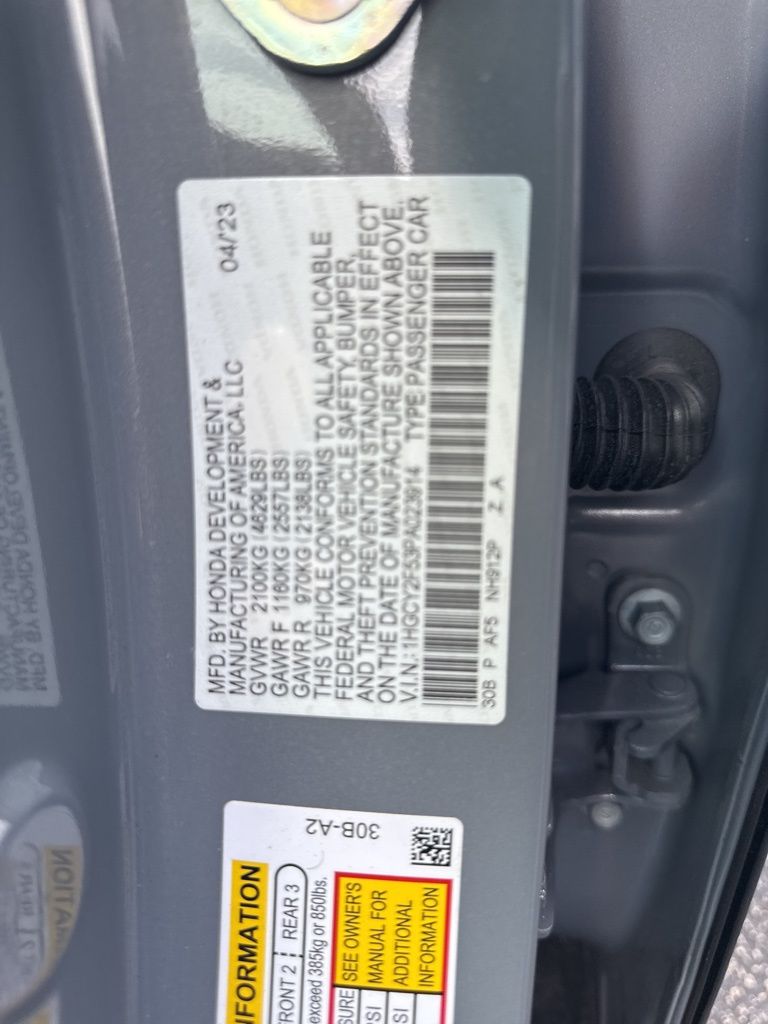 MFD. BY HONDA DEVELOPMENT &
MANUFACTURING OF AMERICA, LLC 04/'23
GVWR 2100KG (4629LBS)
GAWR F 1160KG (2557LBS)
GAWR R 970KG (2138LBS)
THIS VEHICLE CONFORMS TO ALL APPLICABLE
FEDERAL MOTOR VEHICLE SAFETY, BUMPER,
AND THEFT PREVENTION STANDARDS IN EFFECT
ON THE DATE OF MANUFACTURE SHOWN ABOVE.
V.I.N.: 1HGCY2F53PA023914 TYPE PASSENGER CAR
30B P AF5 NH912P Z A
30B-A2
FORMATION
FRONT 2 REAR 3
exceed 385kg or 850lbs.
SEE OWNER'S
MANUAL FOR
ADDITIONAL
INFORMATION